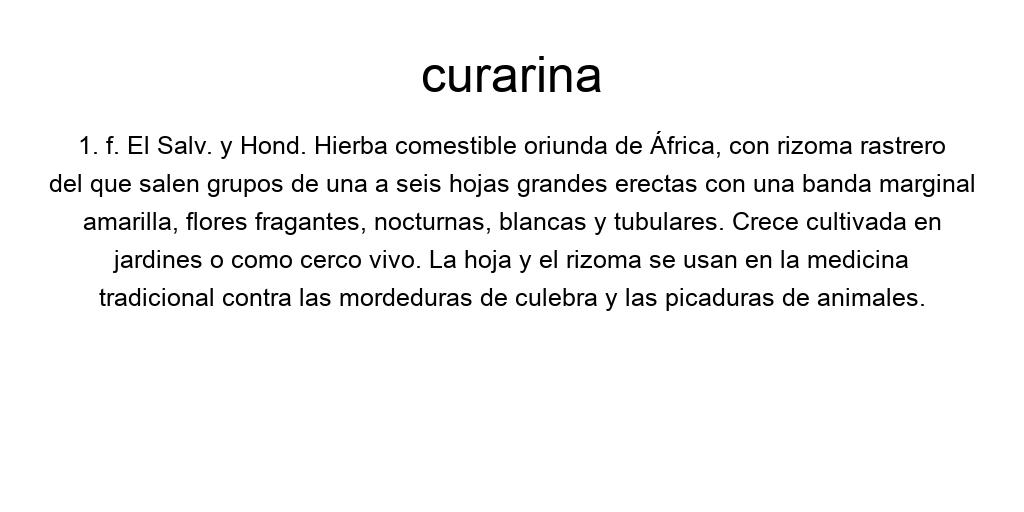 curarina
1. f. El Salv. y Hond. Hierba comestible oriunda de África, con rizoma rastrero
del que salen grupos de una a seis hojas grandes erectas con una banda marginal
amarilla, flores fragantes, nocturnas, blancas y tubulares. Crece cultivada en
jardines o como cerco vivo. La hoja y el rizoma se usan en la medicina
tradicional contra las mordeduras de culebra y las picaduras de animales.